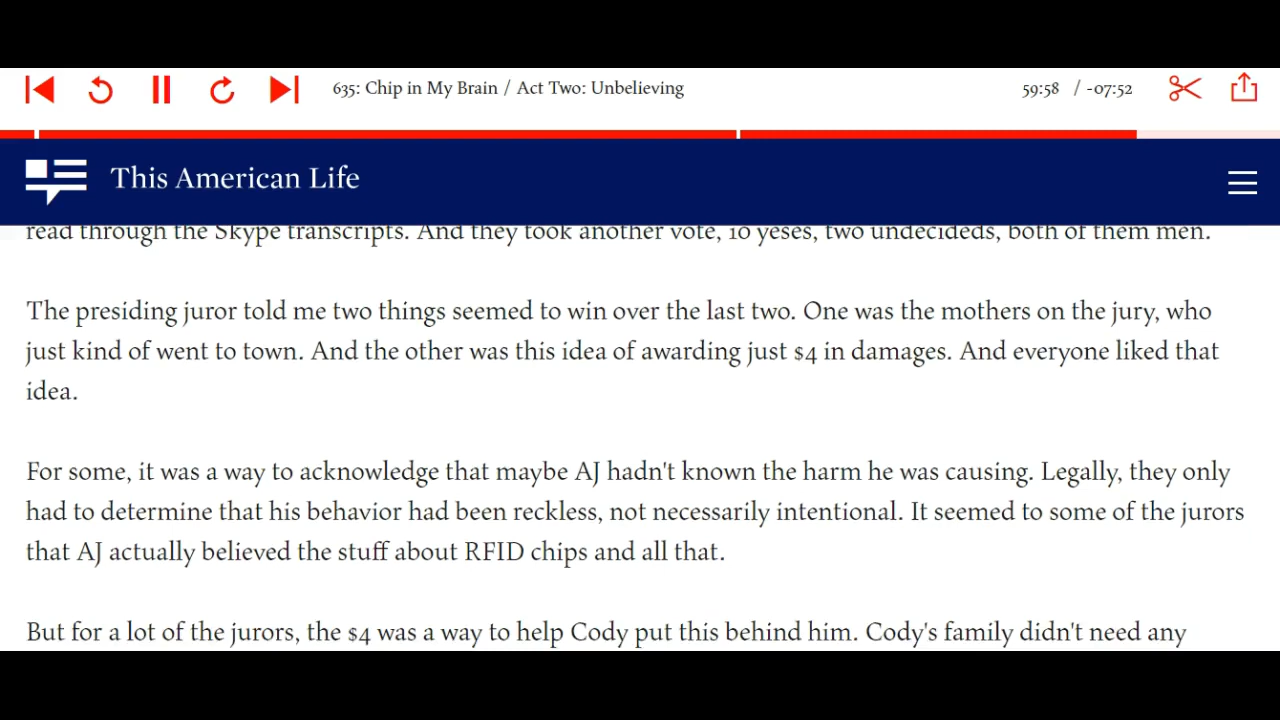 635: Chip in My Brain / Act Two: Unbelieving
59:58 / -07:52
This American Life
read through the Skype transcripts. And they took another vote, 10 yeses, two undecideds, both of them men.
The presiding juror told me two things seemed to win over the last two. One was the mothers on the jury, who
just kind of went to town. And the other was this idea of awarding just $4 in damages. And everyone liked that
idea.
For some, it was a way to acknowledge that maybe AJ hadn't known the harm he was causing. Legally, they only
had to determine that his behavior had been reckless, not necessarily intentional. It seemed to some of the jurors
that AJ actually believed the stuff about RFID chips and all that.
But for a lot of the jurors, the $4 was a way to help Cody put this behind him. Cody's family didn't need any